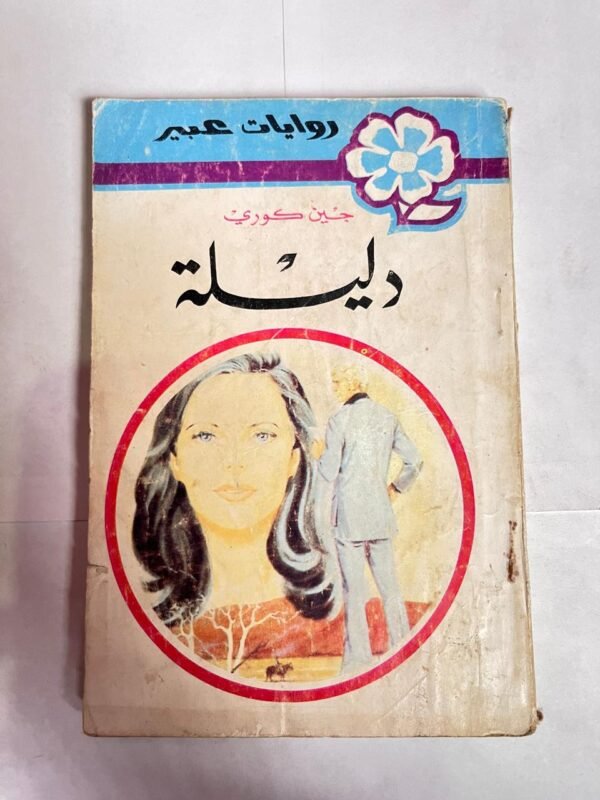 روايات عبير
جين كوري
دليلة